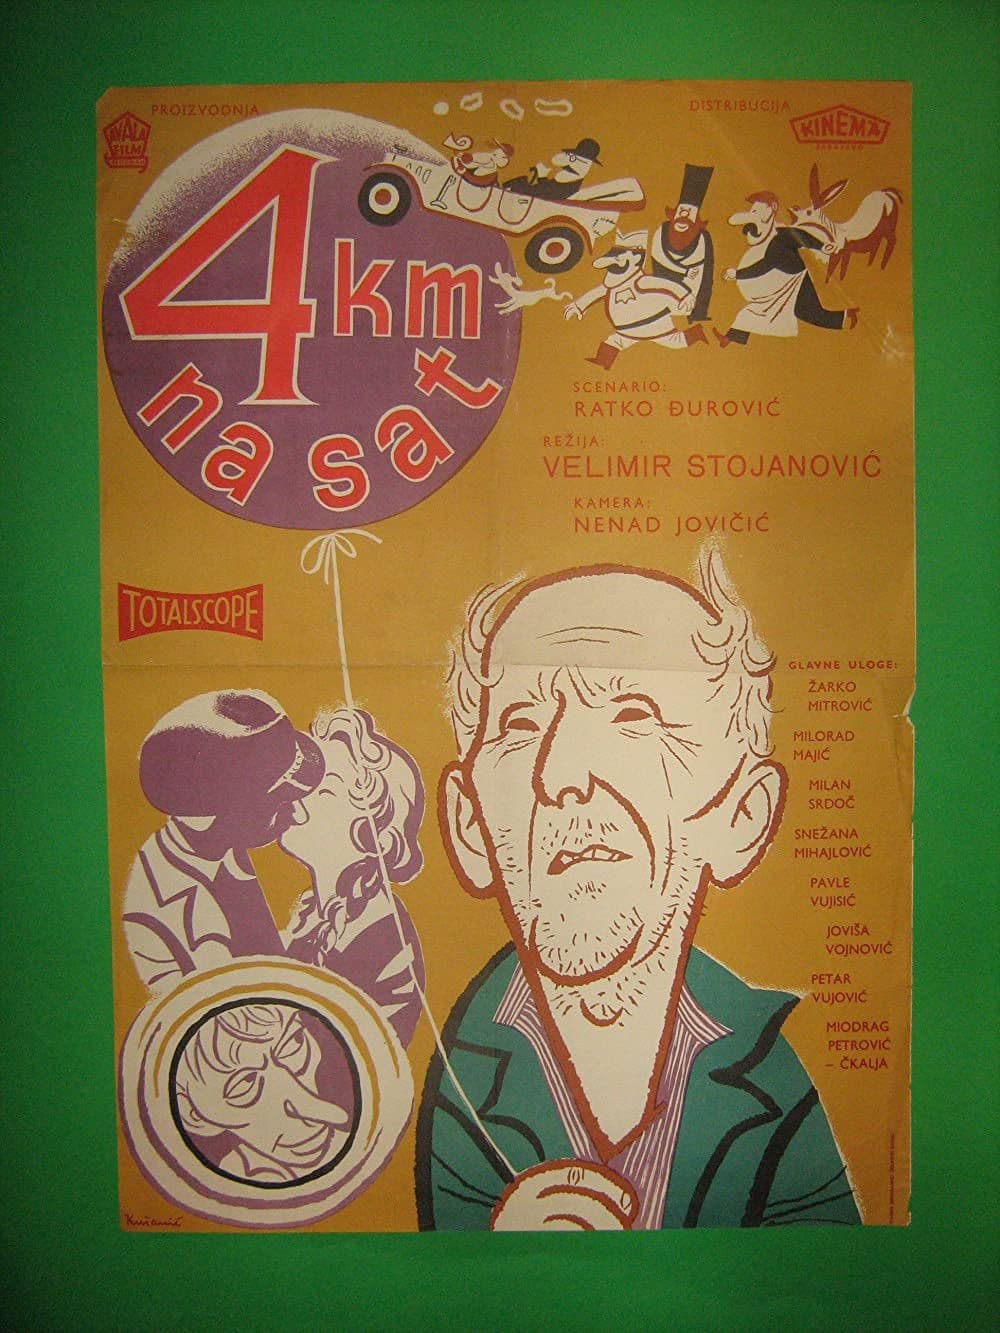 PROIZVODNJA
AVALA
FILM
BEOGRAD
DISTRIBUCIJA
KINEMA
SARAJEVO
4 km
na sat
SCENARIO:
RATKO ĐUROVIĆ
REŽIJA:
VELIMIR STOJANOVIĆ
KAMERA:
NENAD JOVIČIĆ
TOTALSCOPE
GLAVNE ULOGE:
ŽARKO
MITROVIĆ
MILORAD
MAJIĆ
MILAN
SRDOČ
SNEŽANA
MIHAJLOVIĆ
PAVLE
VUJISIĆ
JOVIŠA
VOJNOVIĆ
PETAR
VUJOVIĆ
MIODRAG
PETROVIĆ
– ČKALJA